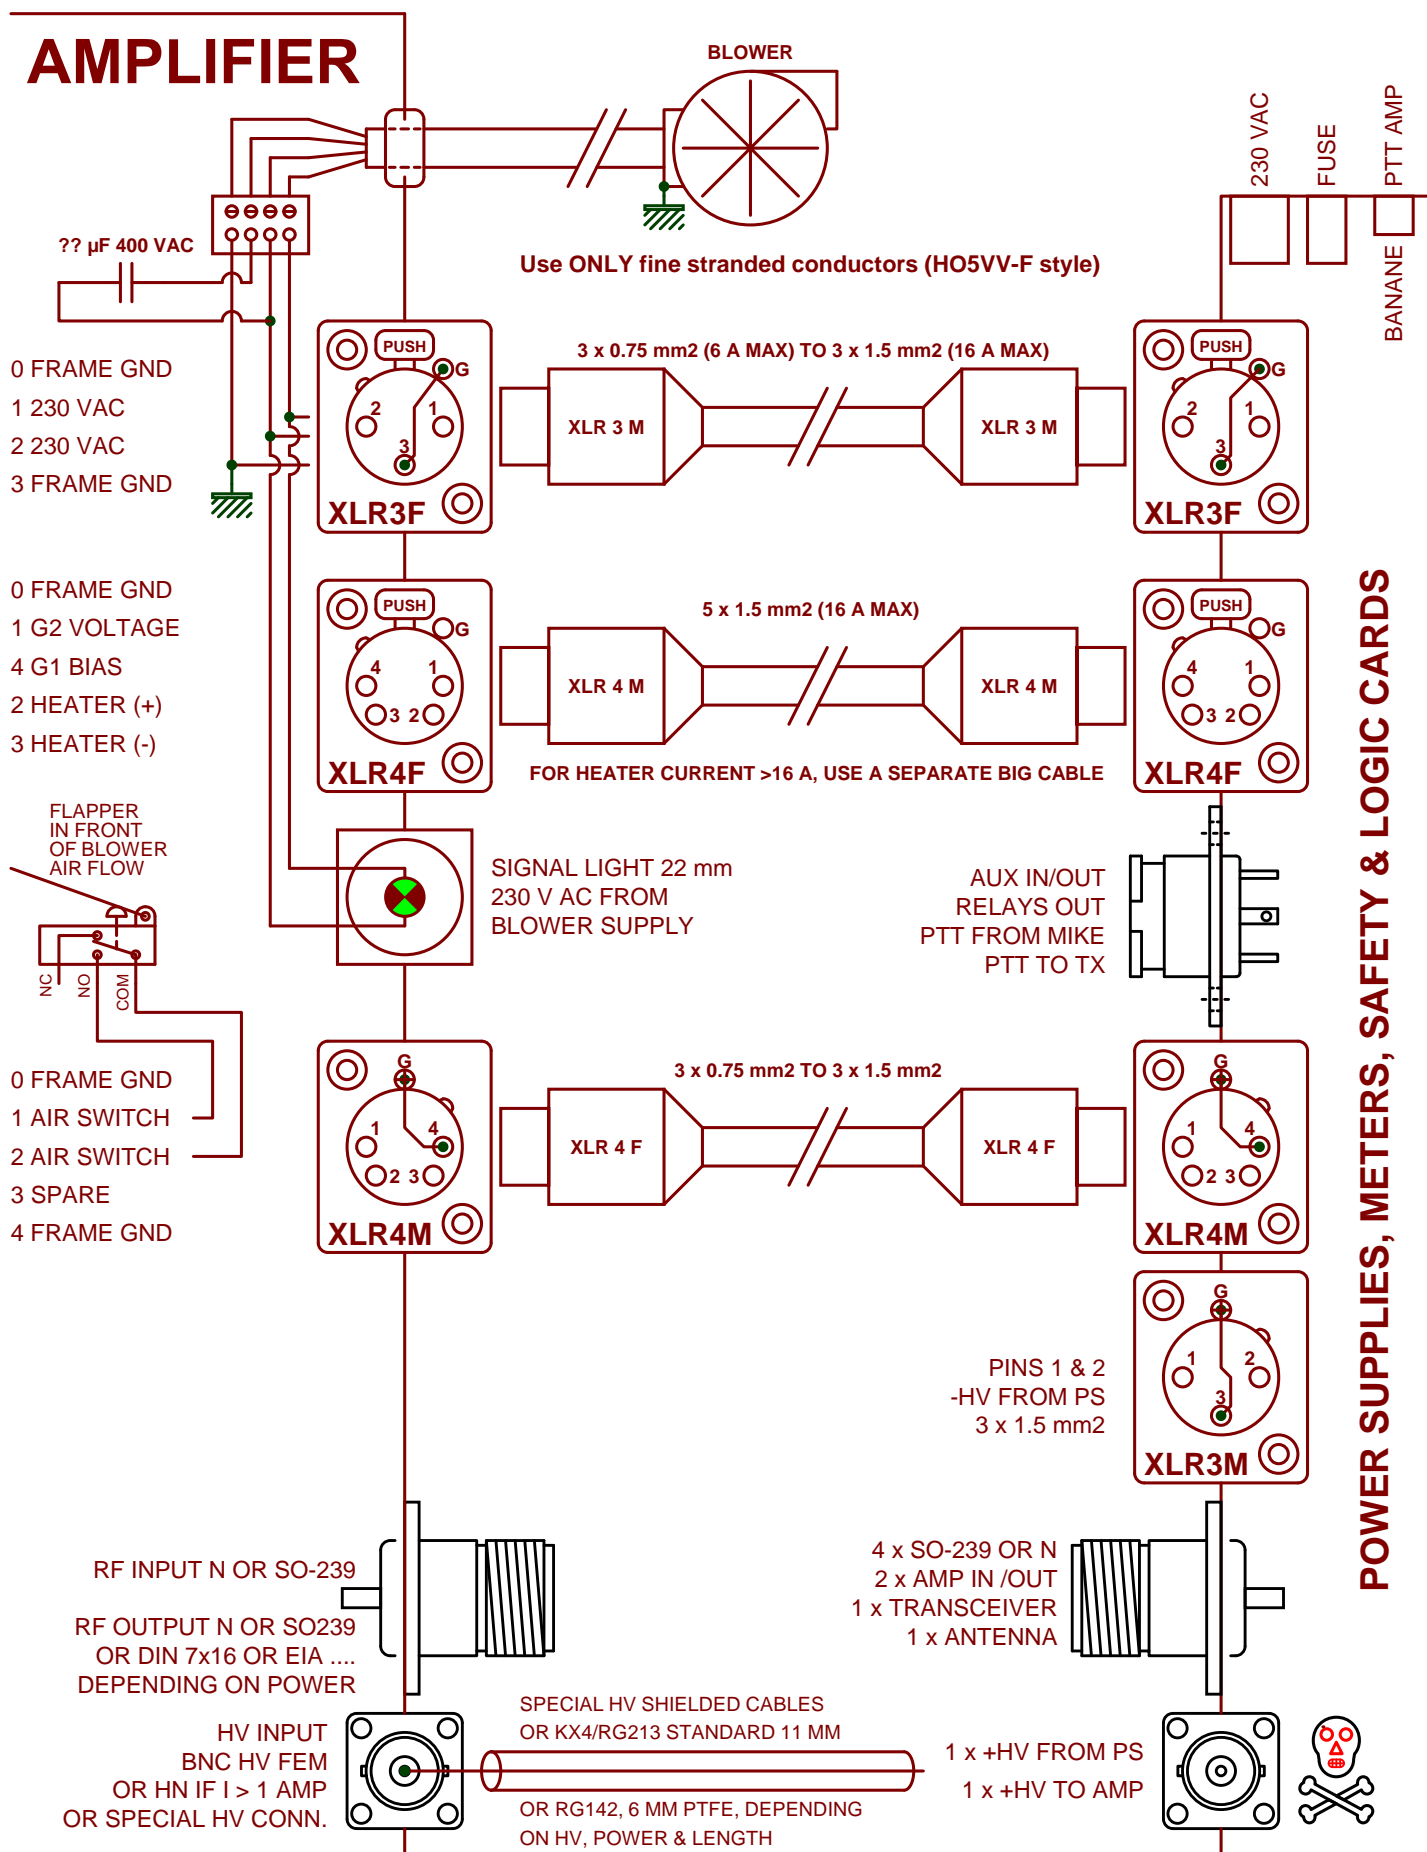 AMPLIFIER
BLOWER
230 VAC
FUSE
PTT AMP
BANANE
?? µF 400 VAC
Use ONLY fine stranded conductors (HO5VV-F style)
0 FRAME GND
1 230 VAC
2 230 VAC
3 FRAME GND
PUSH
G
2
1
3
XLR3F
3 x 0.75 mm2 (6 A MAX) TO 3 x 1.5 mm2 (16 A MAX)
XLR 3 M
XLR 3 M
PUSH
G
2
1
3
XLR3F
0 FRAME GND
1 G2 VOLTAGE
4 G1 BIAS
2 HEATER (+)
3 HEATER (-)
PUSH
G
4
1
3 2
XLR4F
5 x 1.5 mm2 (16 A MAX)
XLR 4 M
XLR 4 M
FOR HEATER CURRENT >16 A, USE A SEPARATE BIG CABLE
PUSH
G
4
1
3 2
XLR4F
POWER SUPPLIES, METERS, SAFETY & LOGIC CARDS
FLAPPER
IN FRONT
OF BLOWER
AIR FLOW
NC
NO
COM
SIGNAL LIGHT 22 mm
230 V AC FROM
BLOWER SUPPLY
AUX IN/OUT
RELAYS OUT
PTT FROM MIKE
PTT TO TX
0 FRAME GND
1 AIR SWITCH
2 AIR SWITCH
3 SPARE
4 FRAME GND
G
1
4
2 3
XLR4M
3 x 0.75 mm2 TO 3 x 1.5 mm2
XLR 4 F
XLR 4 F
G
1
4
2 3
XLR4M
PINS 1 & 2
-HV FROM PS
3 x 1.5 mm2
G
1
2
3
XLR3M
RF INPUT N OR SO-239
RF OUTPUT N OR SO239
OR DIN 7x16 OR EIA ....
DEPENDING ON POWER
4 x SO-239 OR N
2 x AMP IN /OUT
1 x TRANSCEIVER
1 x ANTENNA
HV INPUT
BNC HV FEM
OR HN IF I > 1 AMP
OR SPECIAL HV CONN.
SPECIAL HV SHIELDED CABLES
OR KX4/RG213 STANDARD 11 MM
OR RG142, 6 MM PTFE, DEPENDING
ON HV, POWER & LENGTH
1 x +HV FROM PS
1 x +HV TO AMP